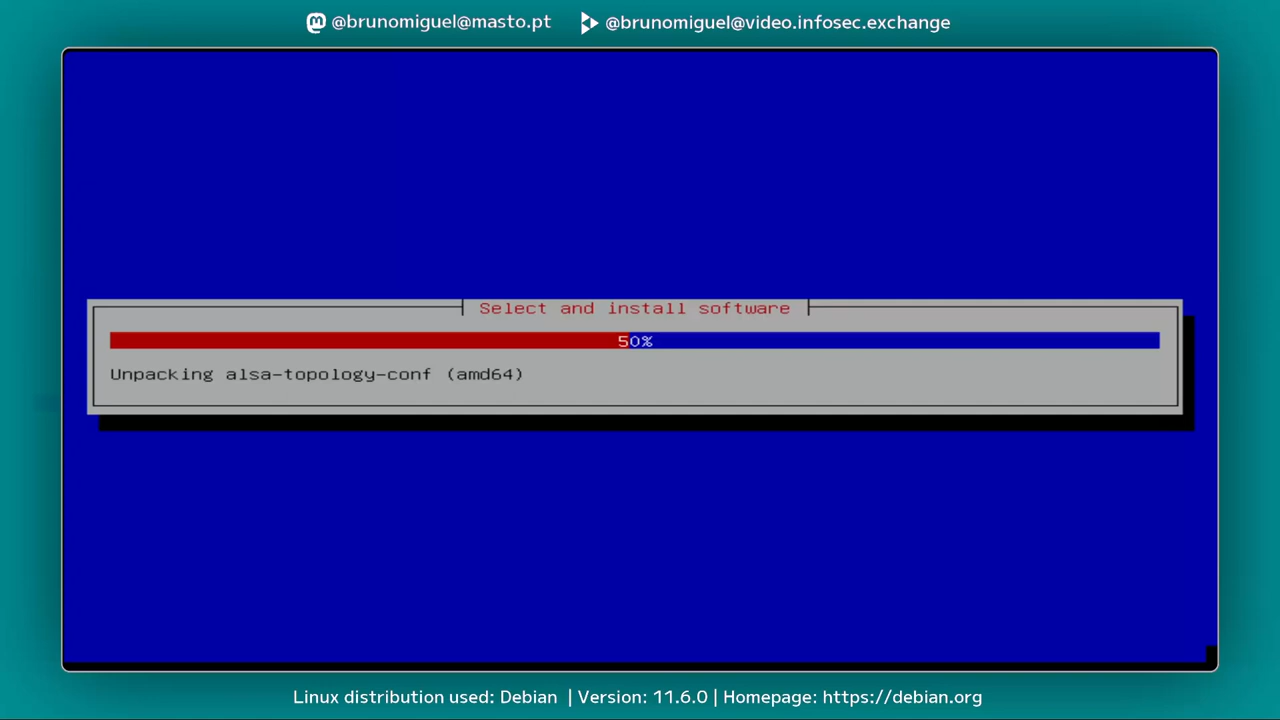 @brunomiguel@masto.pt @brunomiguel@video.infosec.exchange
Select and install software
50%
Unpacking alsa-topology-conf (amd64)
Linux distribution used: Debian | Version: 11.6.0 | Homepage: https://debian.org